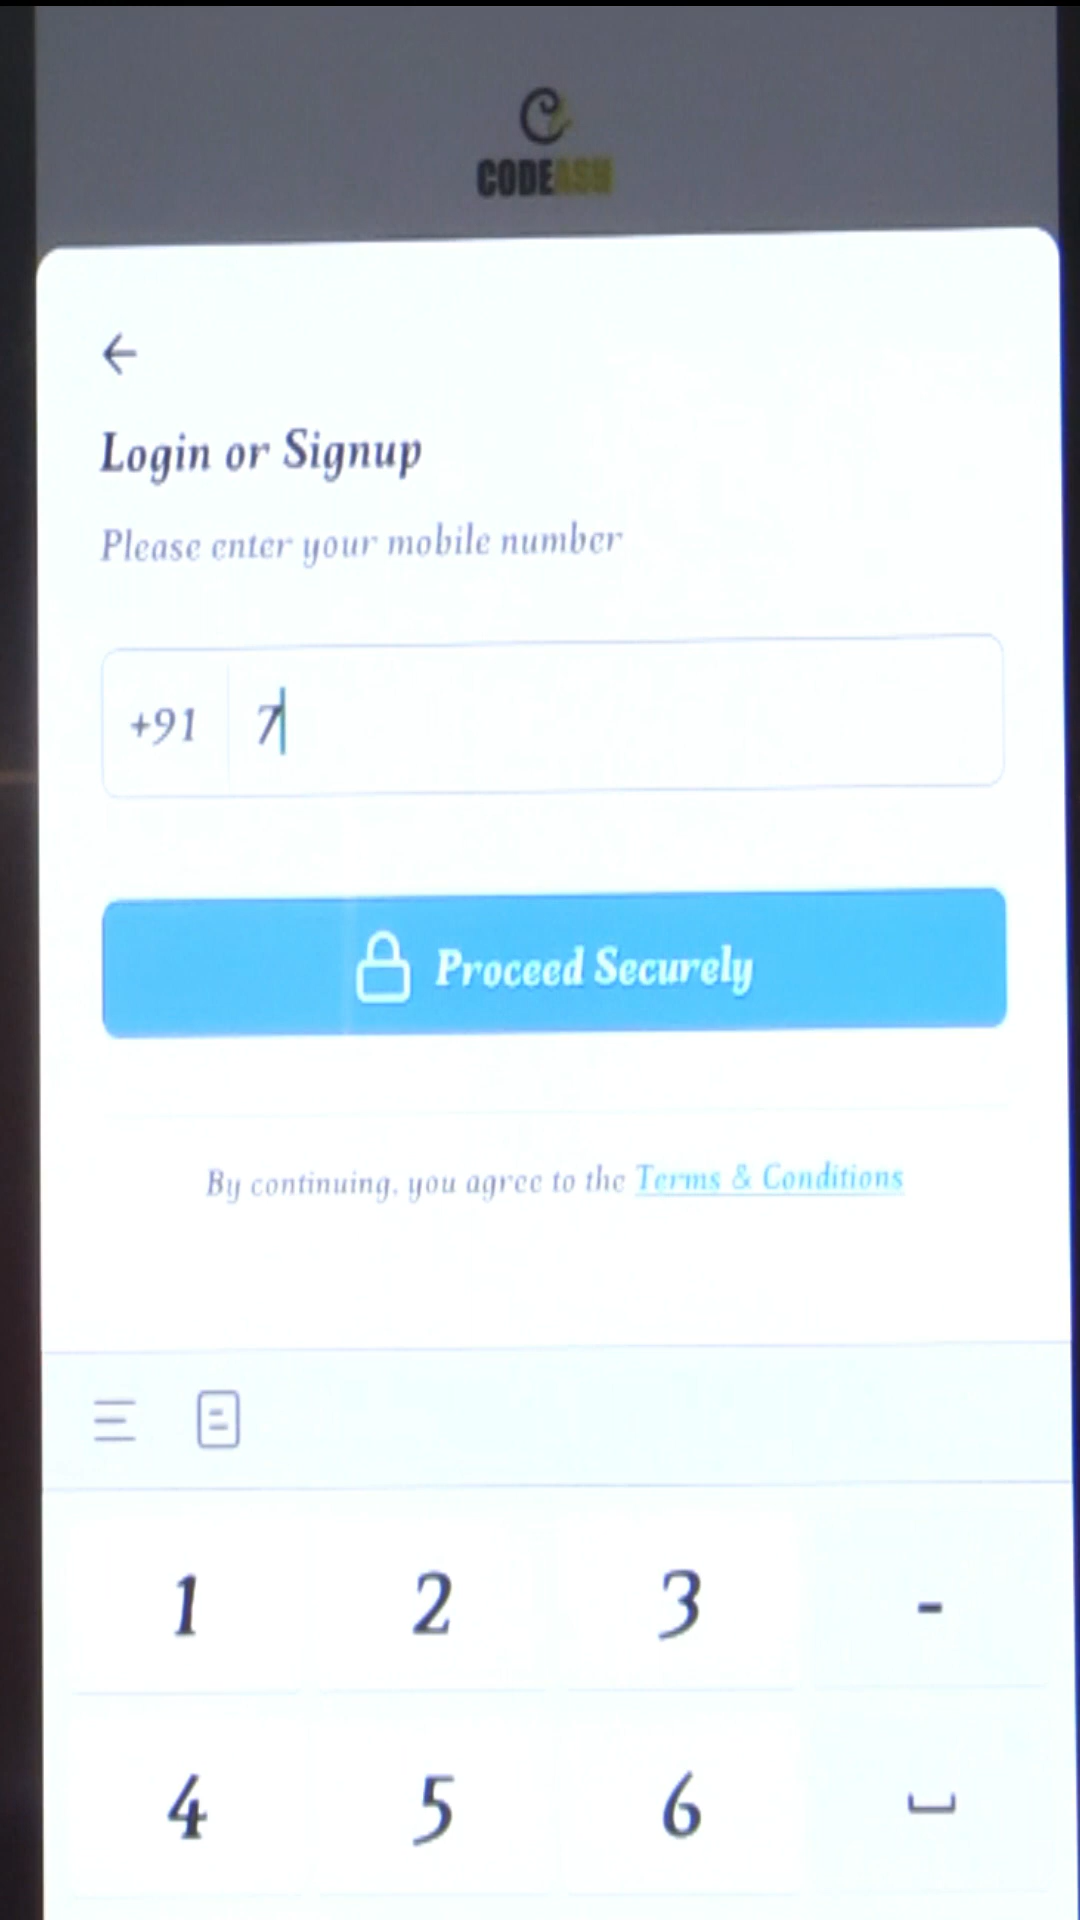 CODEASH
Login or Signup
Please enter your mobile number
+91 7
Proceed Securely
By continuing, you agree to the Terms & Conditions
1 2 3 -
4 5 6